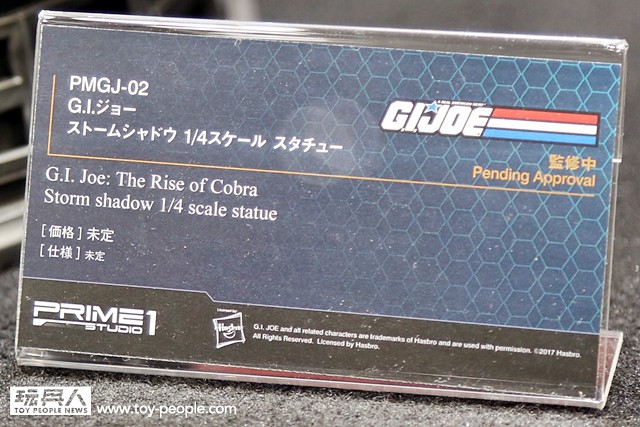 PMGJ-02
G.I.ジョー
ストームシャドウ 1/4スケール スタチュー
G.I.JOE
監修中
Pending Approval
G.I. Joe: The Rise of Cobra
Storm shadow 1/4 scale statue
[ 価格 ] 未定
[ 仕様 ] 未定
PRIME 1
STUDIO
Licensed by:
Hasbro
G.I. JOE and all related characters are trademarks of Hasbro and are used with permission. ©2017 Hasbro.
All Rights Reserved. Licensed by Hasbro.
玩具人
TOY PEOPLE NEWS
www.toy-people.com